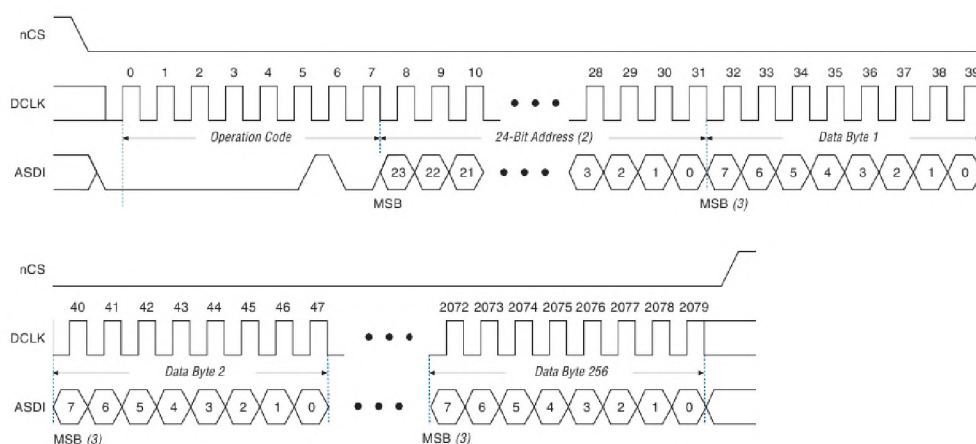 nCS
0 1 2 3 4 5 6 7 8 9 10 28 29 30 31 32 33 34 35 36 37 38 39
DCLK
Operation Code 24-Bit Address (2) Data Byte 1
ASDI 23 22 21 3 2 1 0 7 6 5 4 3 2 1 0
MSB MSB (3)
nCS
40 41 42 43 44 45 46 47 2072 2073 2074 2075 2076 2077 2078 2079
DCLK
Data Byte 2 Data Byte 256
ASDI 7 6 5 4 3 2 1 0 7 6 5 4 3 2 1 0
MSB (3) MSB (3)